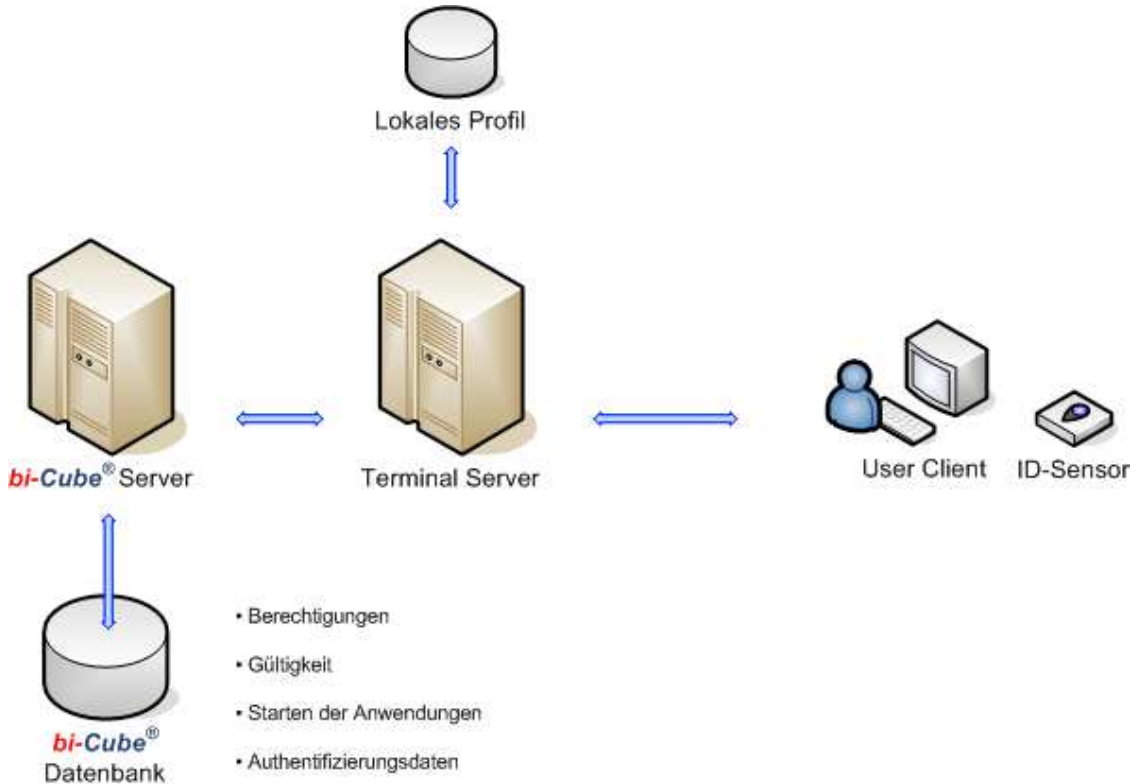 Lokales Profil
bi-Cube® Server
Terminal Server
User Client
ID-Sensor
• Berechtigungen
• Gültigkeit
• Starten der Anwendungen
• Authentifizierungsdaten
bi-Cube®
Datenbank